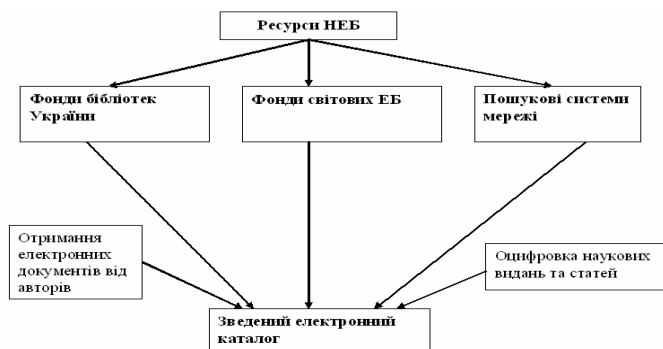 Ресурси НЕБ
Фонди бібліотек
України
Фонди світових ЕБ
Пошукові системи
мережі
Отримання
електронних
документів від
авторів
Оцифровка наукових
видань та статей
Зведений електронний
каталог